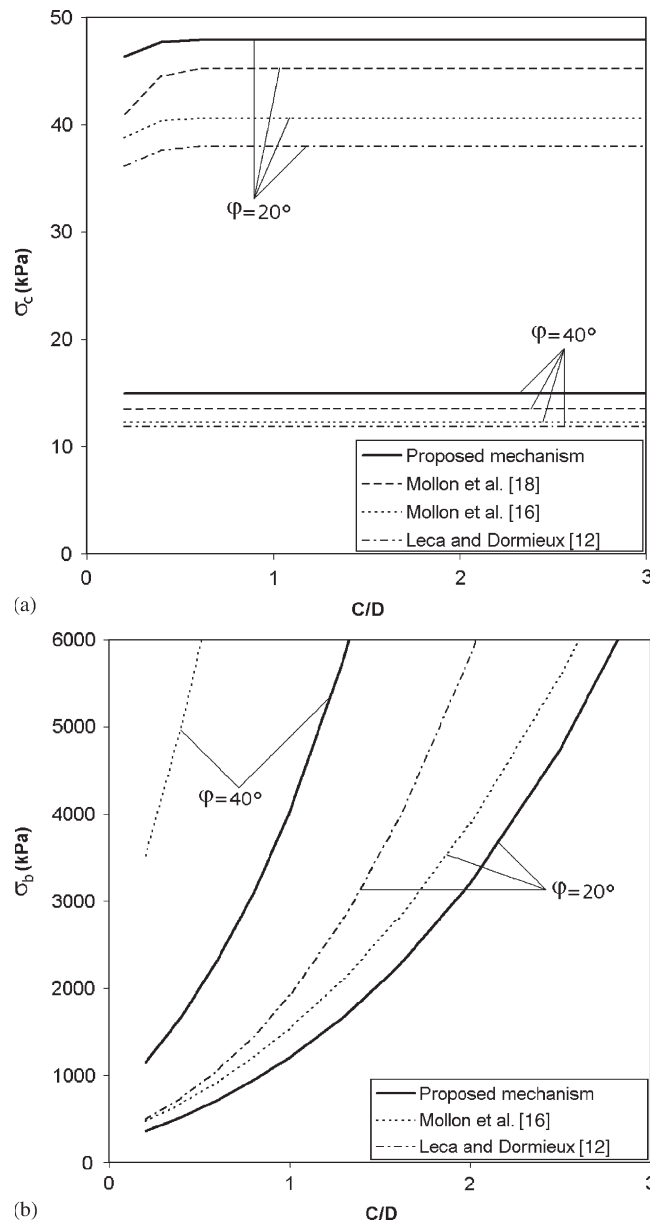 50
40
30
20
10
0
σc (kPa)
φ=20°
φ=40°
Proposed mechanism
Mollon et al. [18]
Mollon et al. [16]
Leca and Dormieux [12]
0 1 2 3
C/D
(a)
6000
5000
4000
3000
2000
1000
0
σb (kPa)
φ=40°
φ=20°
Proposed mechanism
Mollon et al. [16]
Leca and Dormieux [12]
0 1 2 3
C/D
(b)